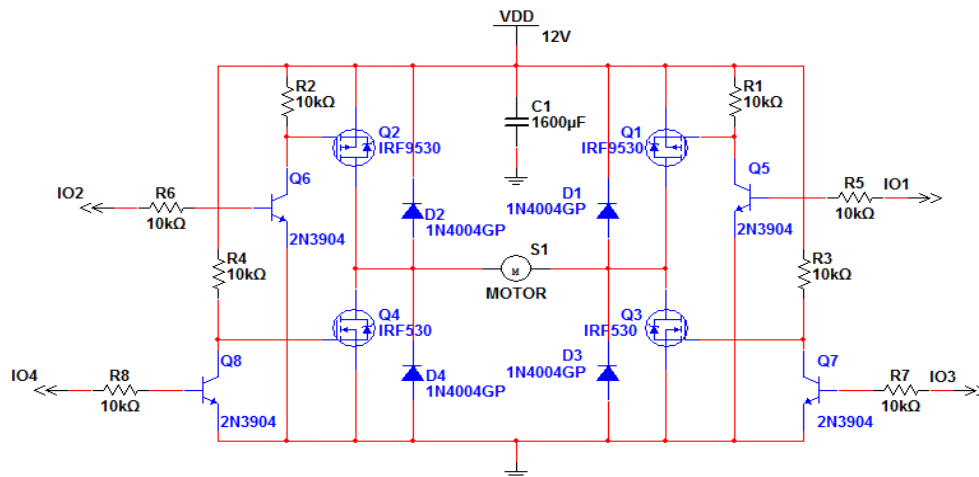 VDD
12V
R2
10kΩ
R1
10kΩ
C1
1600µF
Q2
IRF9530
Q1
IRF9530
Q6
Q5
IO2
R6
10kΩ
R5
10kΩ
IO1
2N3904
D2
1N4004GP
D1
1N4004GP
2N3904
R4
10kΩ
S1
M
MOTOR
R3
10kΩ
Q4
IRF530
Q3
IRF530
Q8
D4
1N4004GP
D3
1N4004GP
Q7
IO4
R8
10kΩ
R7
10kΩ
IO3
2N3904
2N3904